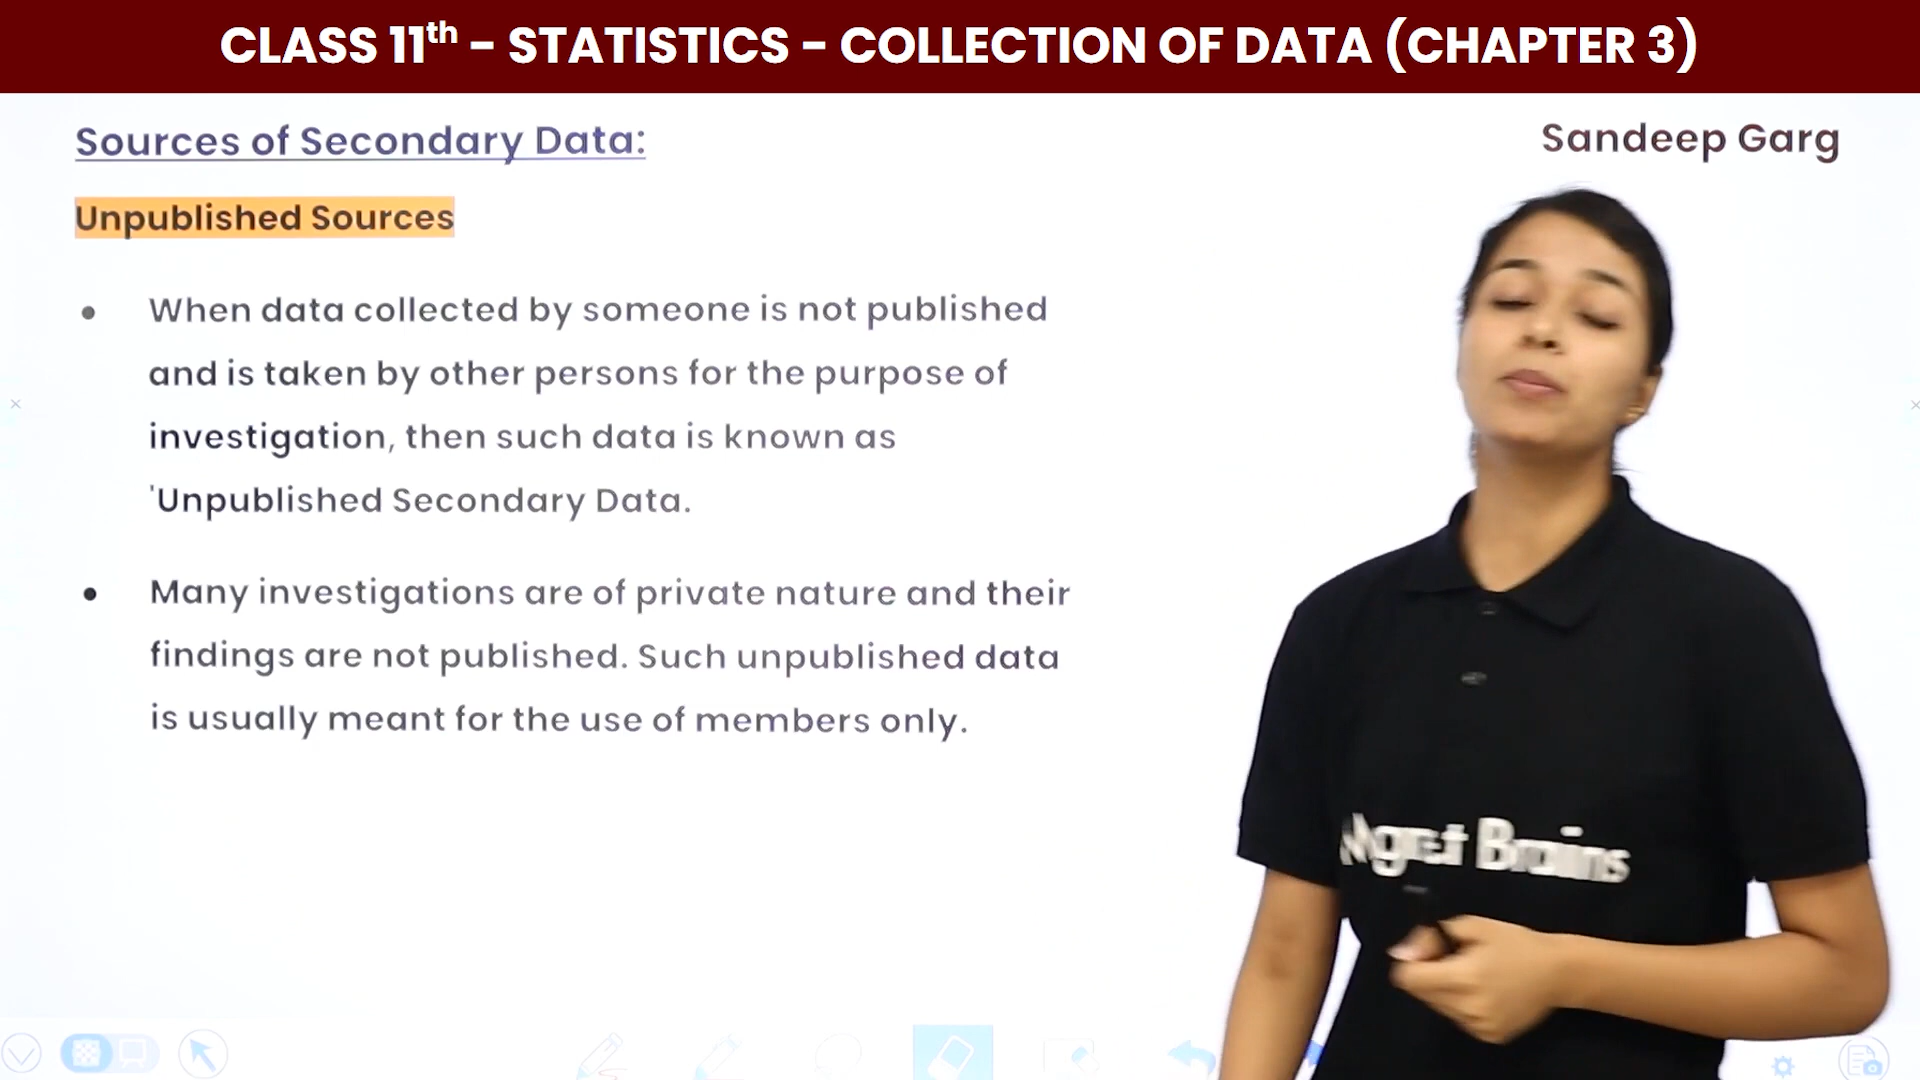 CLASS 11th – STATISTICS – COLLECTION OF DATA (CHAPTER 3)
Sources of Secondary Data:
Sandeep Garg
Unpublished Sources
• When data collected by someone is not published
and is taken by other persons for the purpose of
investigation, then such data is known as
'Unpublished Secondary Data.
• Many investigations are of private nature and their
findings are not published. Such unpublished data
is usually meant for the use of members only.
Brains